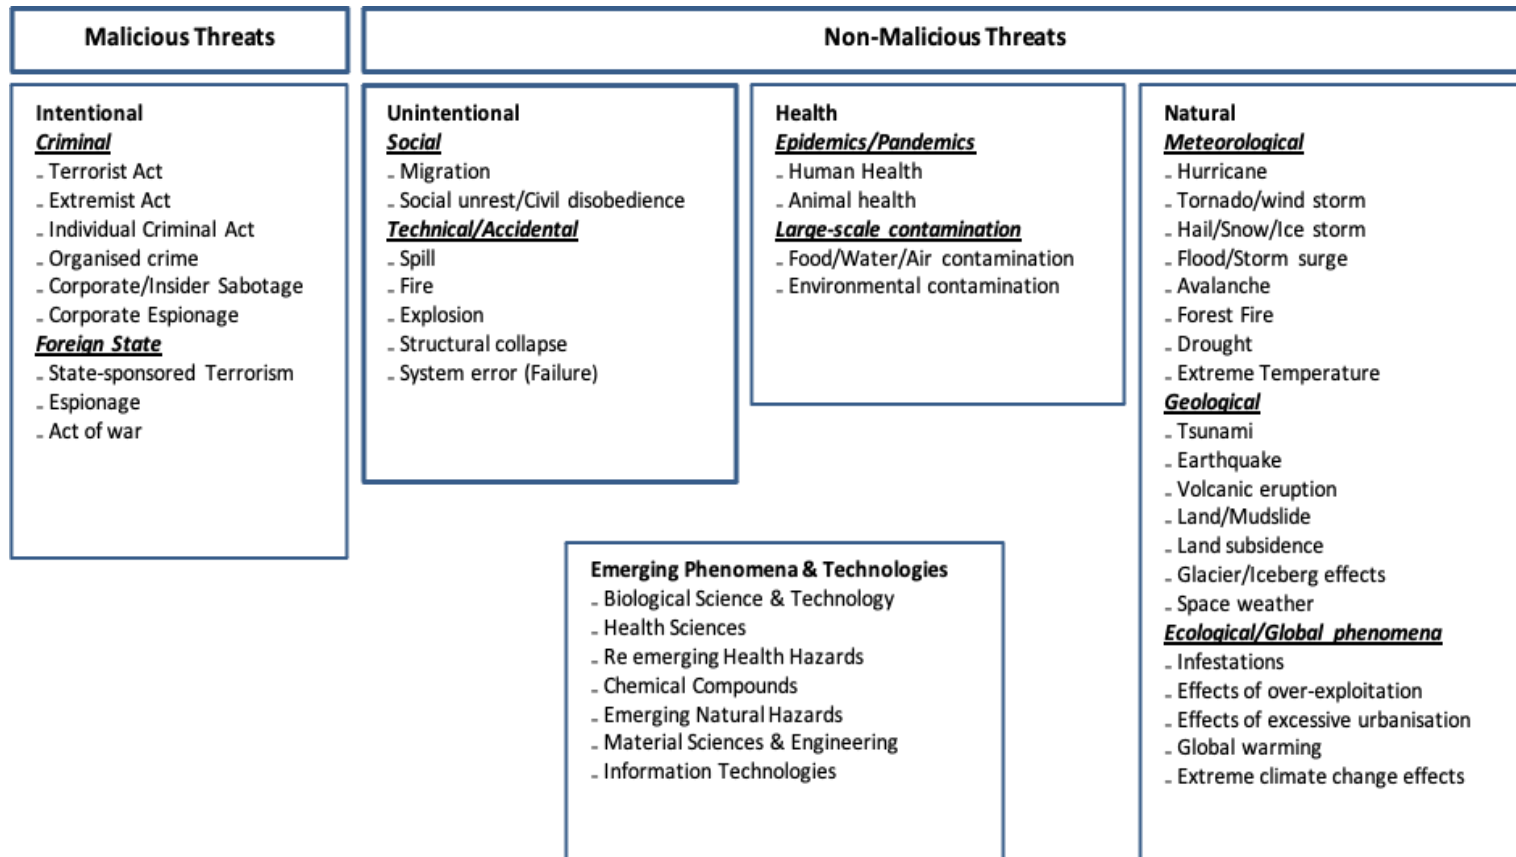 Malicious Threats
Non-Malicious Threats
Intentional
Criminal
- Terrorist Act
- Extremist Act
- Individual Criminal Act
- Organised crime
- Corporate/Insider Sabotage
- Corporate Espionage
Foreign State
- State-sponsored Terrorism
- Espionage
- Act of war
Unintentional
Social
- Migration
- Social unrest/Civil disobedience
Technical/Accidental
- Spill
- Fire
- Explosion
- Structural collapse
- System error (Failure)
Health
Epidemics/Pandemics
- Human Health
- Animal health
Large-scale contamination
- Food/Water/Air contamination
- Environmental contamination
Natural
Meteorological
- Hurricane
- Tornado/wind storm
- Hail/Snow/Ice storm
- Flood/Storm surge
- Avalanche
- Forest Fire
- Drought
- Extreme Temperature
Geological
- Tsunami
- Earthquake
- Volcanic eruption
- Land/Mudslide
- Land subsidence
- Glacier/Iceberg effects
- Space weather
Ecological/Global phenomena
- Infestations
- Effects of over-exploitation
- Effects of excessive urbanisation
- Global warming
- Extreme climate change effects
Emerging Phenomena & Technologies
- Biological Science & Technology
- Health Sciences
- Re emerging Health Hazards
- Chemical Compounds
- Emerging Natural Hazards
- Material Sciences & Engineering
- Information Technologies